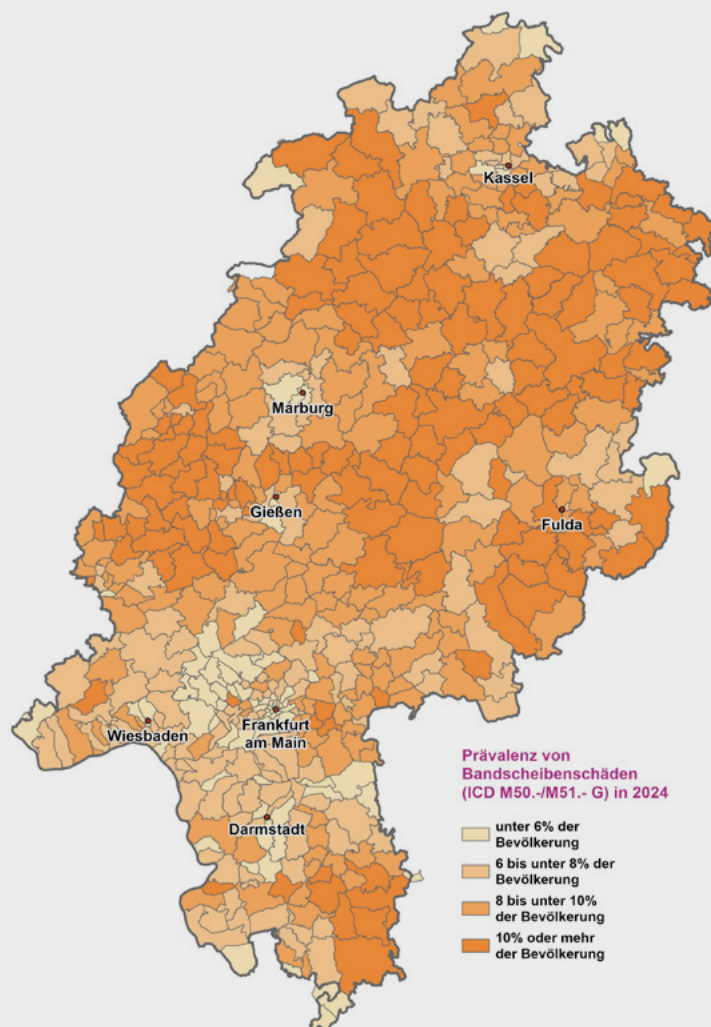 Kassel
Marburg
Gießen
Fulda
Wiesbaden
Frankfurt
am Main
Darmstadt
Prävalenz von
Bandscheibenschäden
(ICD M50.-/M51.- G) in 2024
unter 6% der
Bevölkerung
6 bis unter 8% der
Bevölkerung
8 bis unter 10%
der Bevölkerung
10% oder mehr
der Bevölkerung